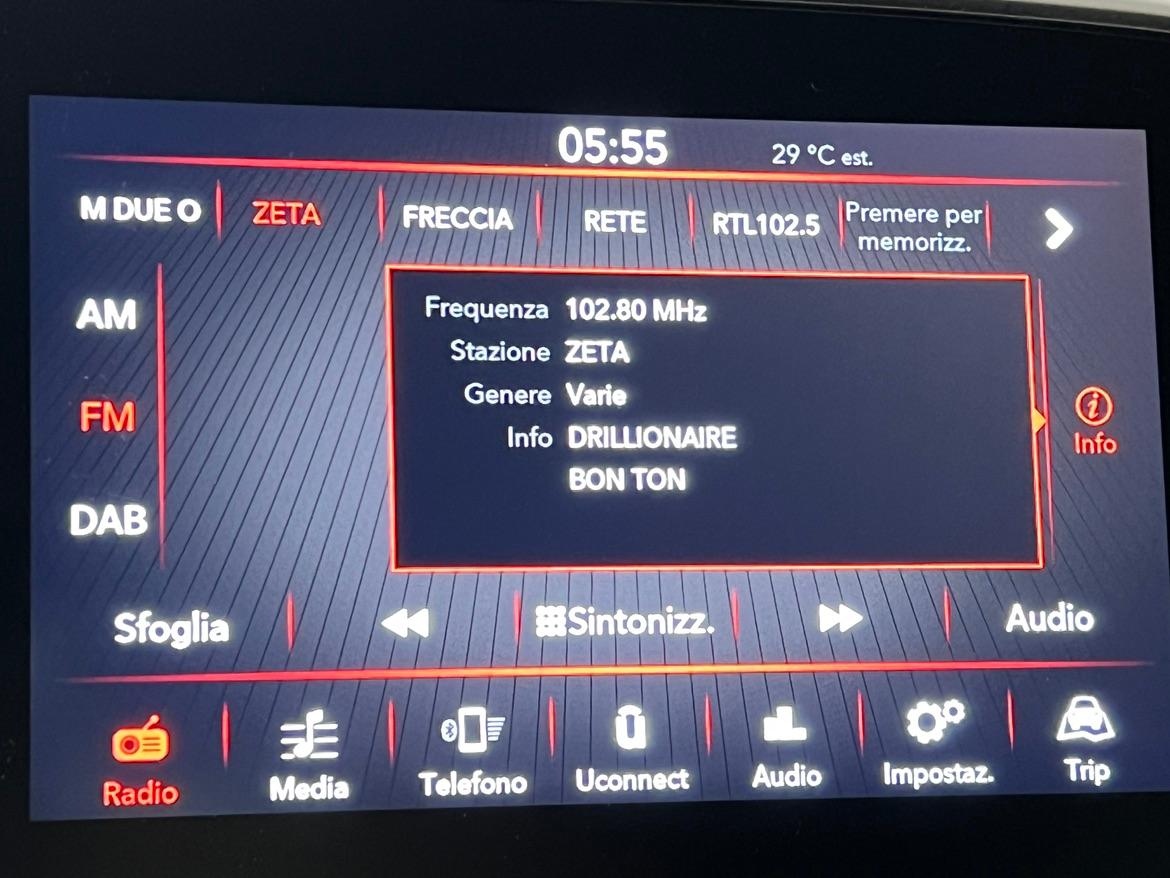 05:55 29 °C est.
M DUE O ZETA FRECCIA RETE RTL102.5 Premere per
memorizz.
AM
FM
DAB
Frequenza 102.80 MHz
Stazione ZETA
Genere Varie
Info DRILLIONAIRE
BON TON
Info
Sfoglia Sintonizz. Audio
Radio Media Telefono Uconnect Audio Impostaz. Trip